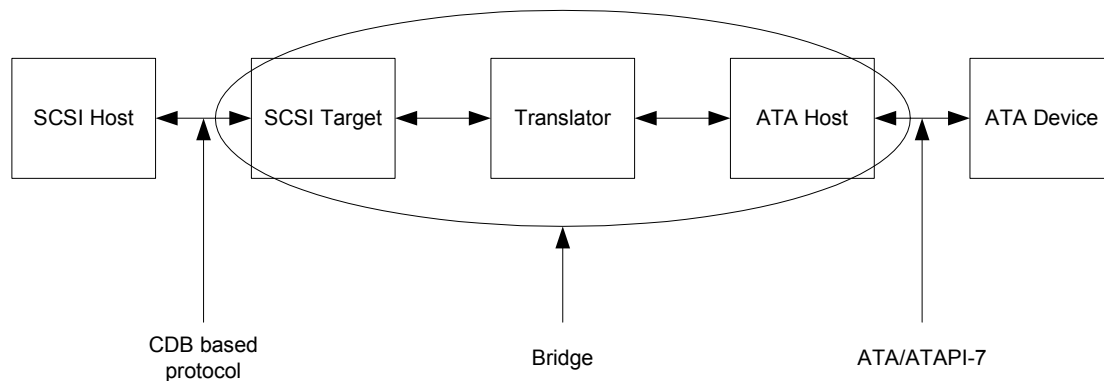 SCSI Host
SCSI Target
Translator
ATA Host
ATA Device
CDB based
protocol
Bridge
ATA/ATAPI-7